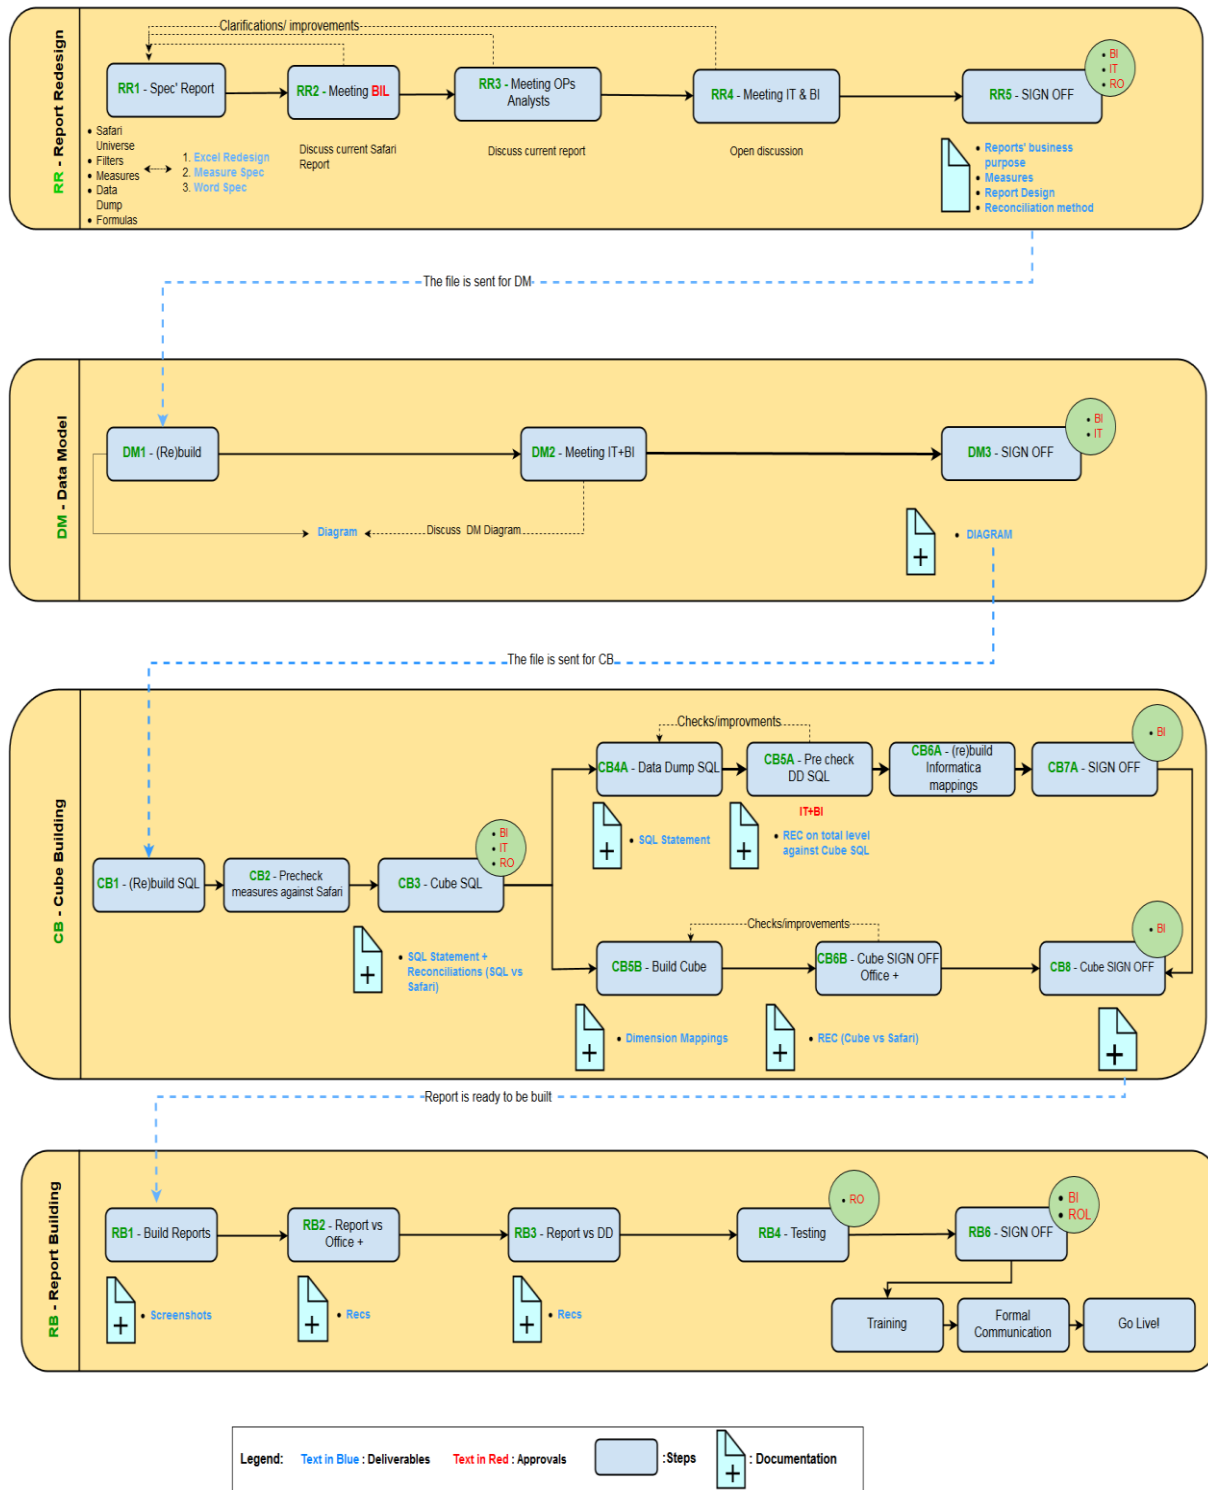 RR - Report Redesign
Clarifications/ improvements
RR1 - Spec' Report
RR2 - Meeting BIL
RR3 - Meeting OPs
Analysts
RR4 - Meeting IT & BI
RR5 - SIGN OFF
• BI
• IT
• RO
• Safari
Universe
• Filters
• Measures
• Data
Dump
• Formulas
1. Excel Redesign
2. Measure Spec
3. Word Spec
Discuss current Safari
Report
Discuss current report
Open discussion
• Reports' business
purpose
• Measures
• Report Design
• Reconciliation method
The file is sent for DM
DM - Data Model
DM1 - (Re)build
DM2 - Meeting IT+BI
DM3 - SIGN OFF
• BI
• IT
Diagram
Discuss DM Diagram
+
• DIAGRAM
The file is sent for CB
CB - Cube Building
Checks/improvments
CB4A - Data Dump SQL
CB5A - Pre check
DD SQL
CB6A - (re)build
Informatica
mappings
CB7A - SIGN OFF
• BI
+
• SQL Statement
+
IT+BI
• REC on total level
against Cube SQL
CB1 - (Re)build SQL
CB2 - Precheck
measures against Safari
CB3 - Cube SQL
• BI
• IT
• RO
+
• SQL Statement +
Reconciliations (SQL vs
Safari)
Checks/improvements
CB5B - Build Cube
CB6B - Cube SIGN OFF
Office +
CB8 - Cube SIGN OFF
• BI
+
• Dimension Mappings
+
• REC (Cube vs Safari)
+
Report is ready to be built
RB - Report Building
RB1 - Build Reports
RB2 - Report vs
Office +
RB3 - Report vs DD
RB4 - Testing
• RO
RB6 - SIGN OFF
• BI
• ROL
+
• Screenshots
+
• Recs
+
• Recs
Training
Formal
Communication
Go Live!
Legend:
Text in Blue : Deliverables
Text in Red : Approvals
:Steps
+
: Documentation